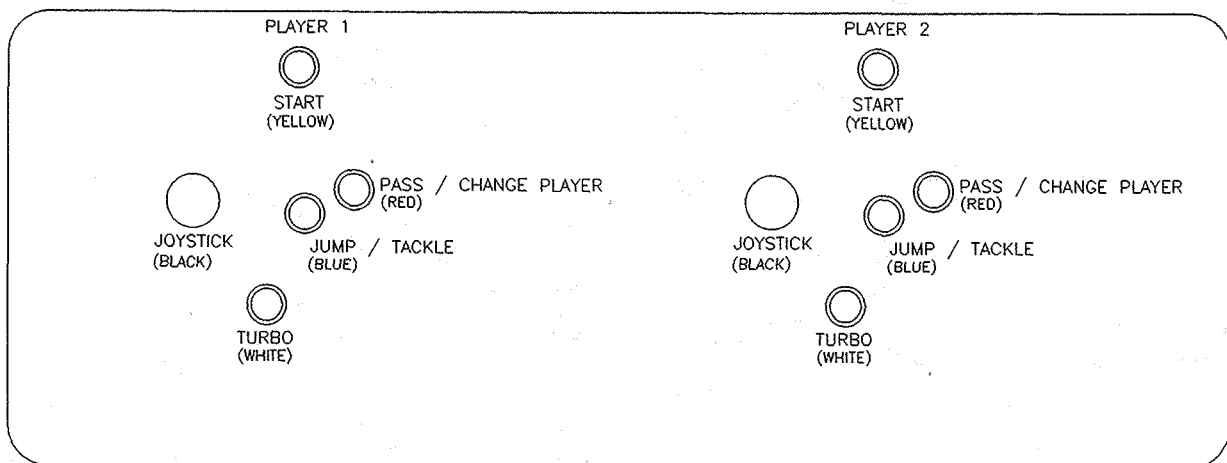 PLAYER 1
START
(YELLOW)
PASS / CHANGE PLAYER
(RED)
JUMP / TACKLE
(BLUE)
JOYSTICK
(BLACK)
TURBO
(WHITE)
PLAYER 2
START
(YELLOW)
PASS / CHANGE PLAYER
(RED)
JUMP / TACKLE
(BLUE)
JOYSTICK
(BLACK)
TURBO
(WHITE)